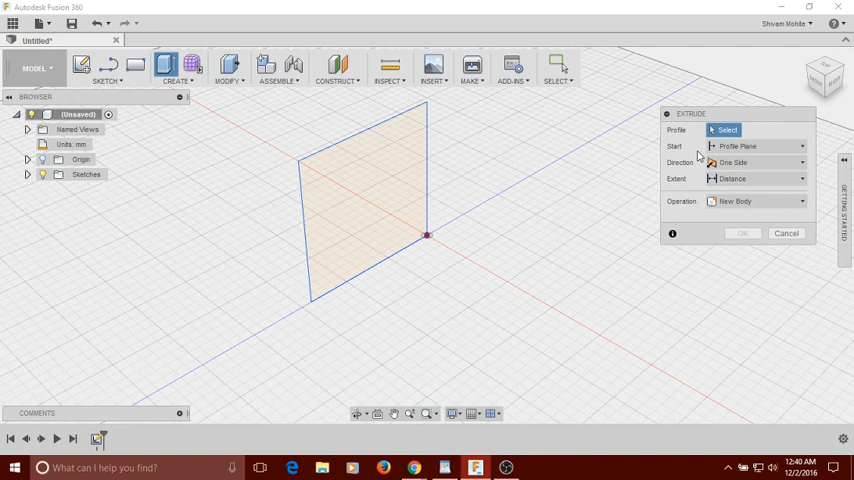 Autodesk Fusion 360
Shivam Mohite
Untitled*
MODEL
SKETCH
CREATE
MODIFY
ASSEMBLE
CONSTRUCT
INSPECT
INSERT
MAKE
ADD-INS
SELECT
BROWSER
(Unsaved)
Named Views
Units: mm
Origin
Sketches
EXTRUDE
Profile Select
Start Profile Plane
Direction One Side
Extent Distance
Operation New Body
OK Cancel
GETTING STARTED
COMMENTS
What can I help you find?
12:40 AM
12/2/2016